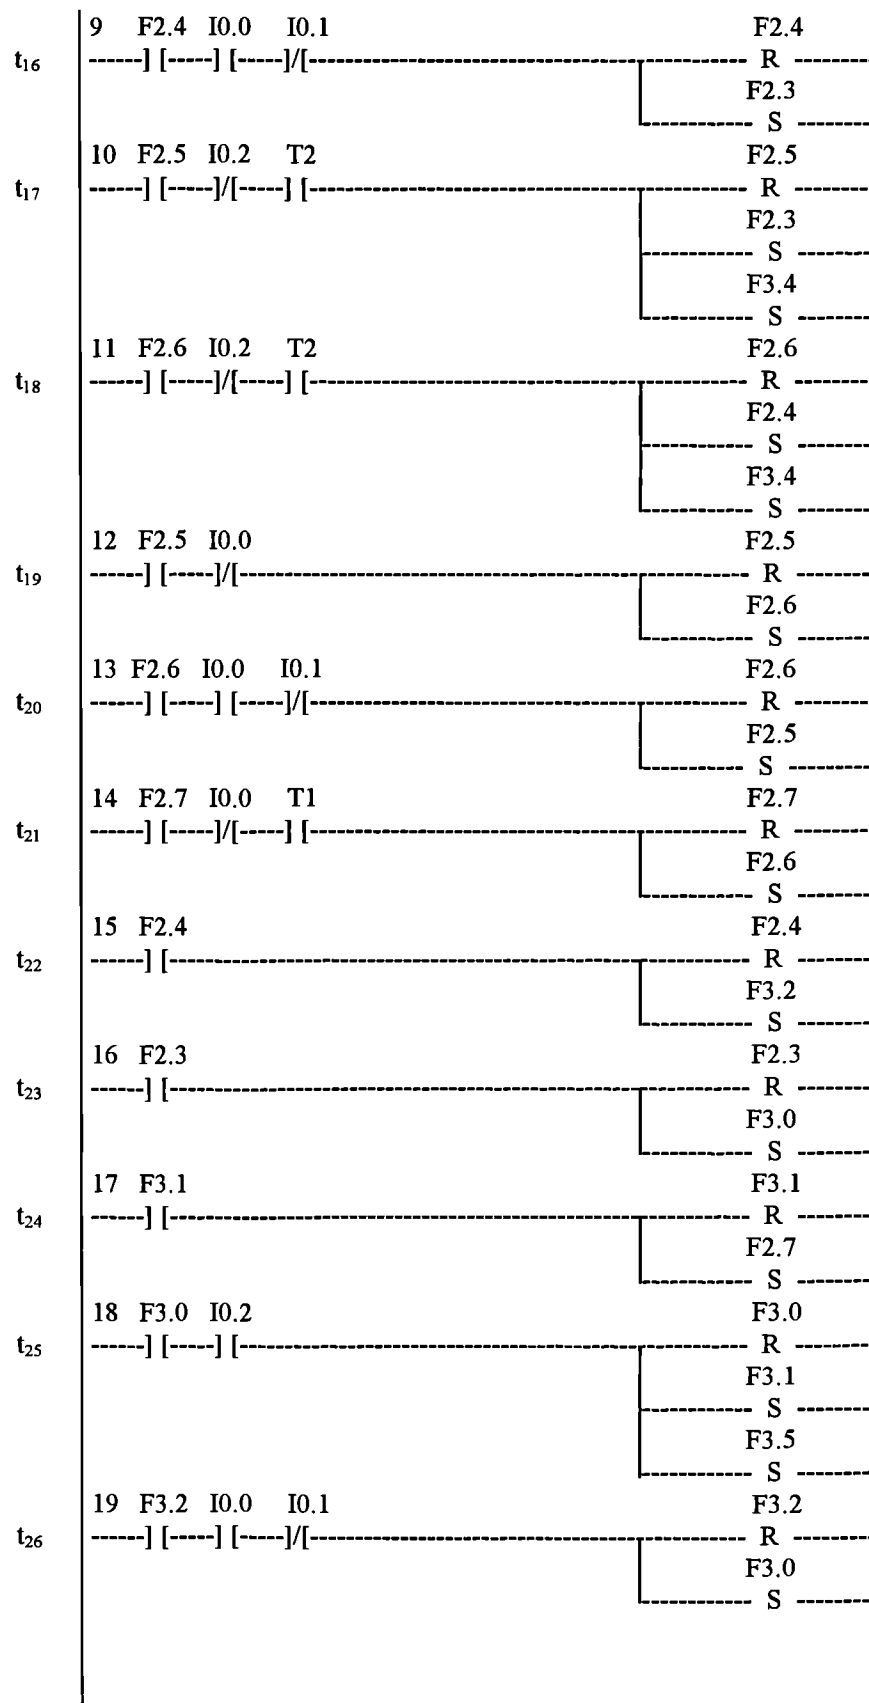 9 F2.4 I0.0 I0.1 F2.4
t16 ------] [-----] [-----]/[------ R ------
F2.3
------ S ------
10 F2.5 I0.2 T2 F2.5
t17 ------] [-----]/[-----] [------ R ------
F2.3
------ S ------
F3.4
------ S ------
11 F2.6 I0.2 T2 F2.6
t18 ------] [-----]/[-----] [------ R ------
F2.4
------ S ------
F3.4
------ S ------
12 F2.5 I0.0 F2.5
t19 ------] [-----]/[------ R ------
F2.6
------ S ------
13 F2.6 I0.0 I0.1 F2.6
t20 ------] [-----] [-----]/[------ R ------
F2.5
------ S ------
14 F2.7 I0.0 T1 F2.7
t21 ------] [-----]/[-----] [------ R ------
F2.6
------ S ------
15 F2.4 F2.4
t22 ------] [------ R ------
F3.2
------ S ------
16 F2.3 F2.3
t23 ------] [------ R ------
F3.0
------ S ------
17 F3.1 F3.1
t24 ------] [------ R ------
F2.7
------ S ------
18 F3.0 I0.2 F3.0
t25 ------] [-----] [------ R ------
F3.1
------ S ------
F3.5
------ S ------
19 F3.2 I0.0 I0.1 F3.2
t26 ------] [-----] [-----]/[------ R ------
F3.0
------ S ------